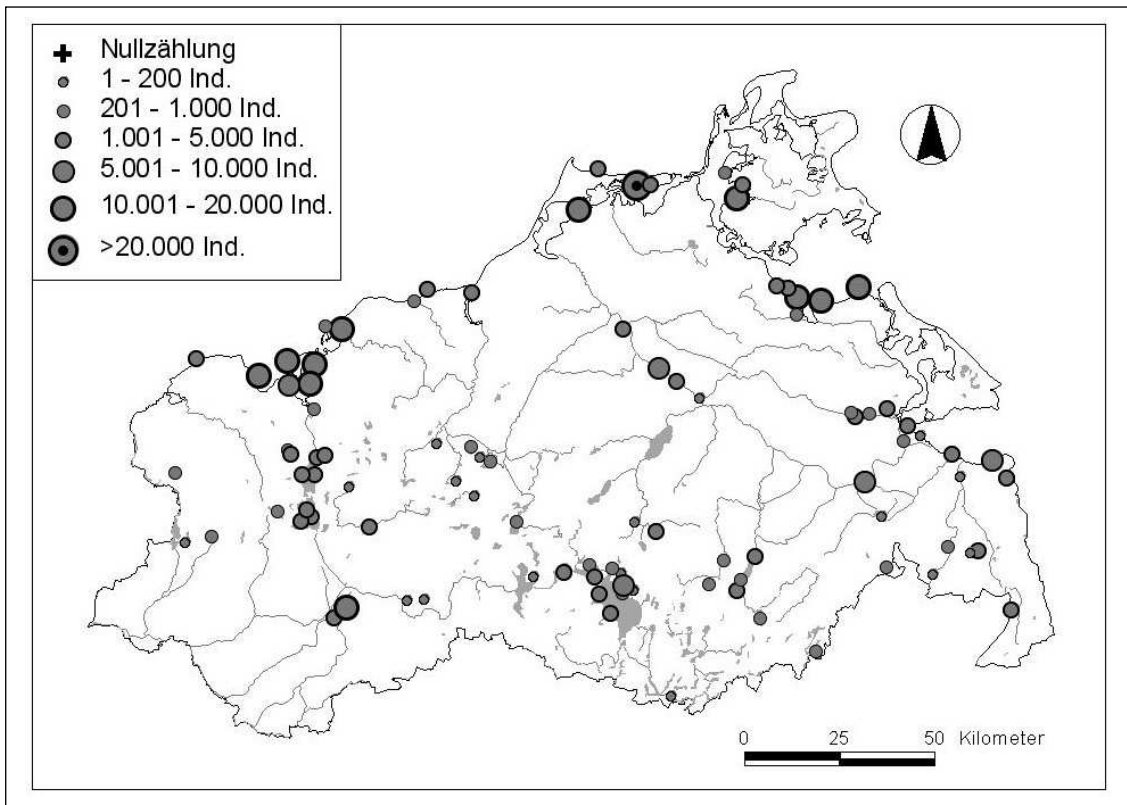 Nullzählung
1 - 200 Ind.
201 - 1.000 Ind.
1.001 - 5.000 Ind.
5.001 - 10.000 Ind.
10.001 - 20.000 Ind.
>20.000 Ind.
0 25 50 Kilometer